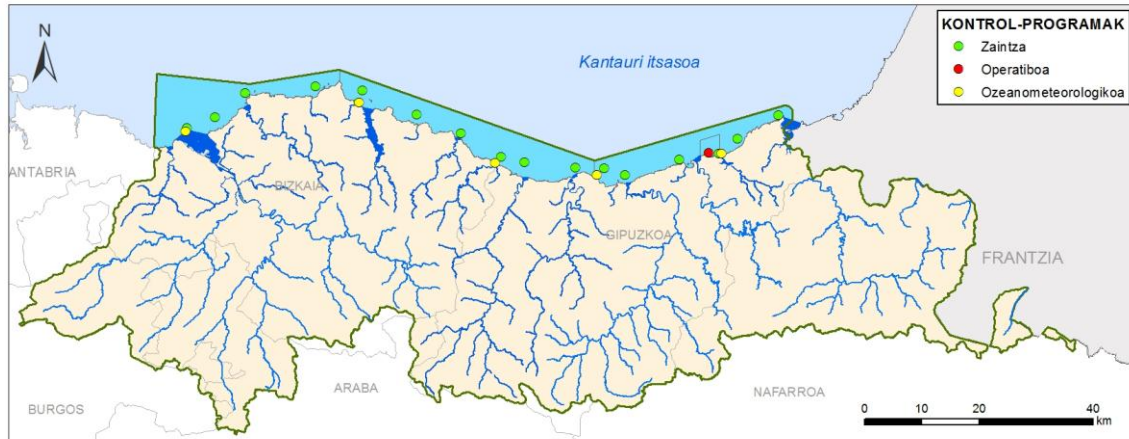 KONTROL-PROGRAMAK
Zaintza
Operatiboa
Ozeanometeorologikoa
N
Kantauri itsasoa
ANTABRIA
BIZKAIA
GIPUZKOA
FRANTZIA
ARABA
NAFARROA
BURGOS
0 10 20 40
km